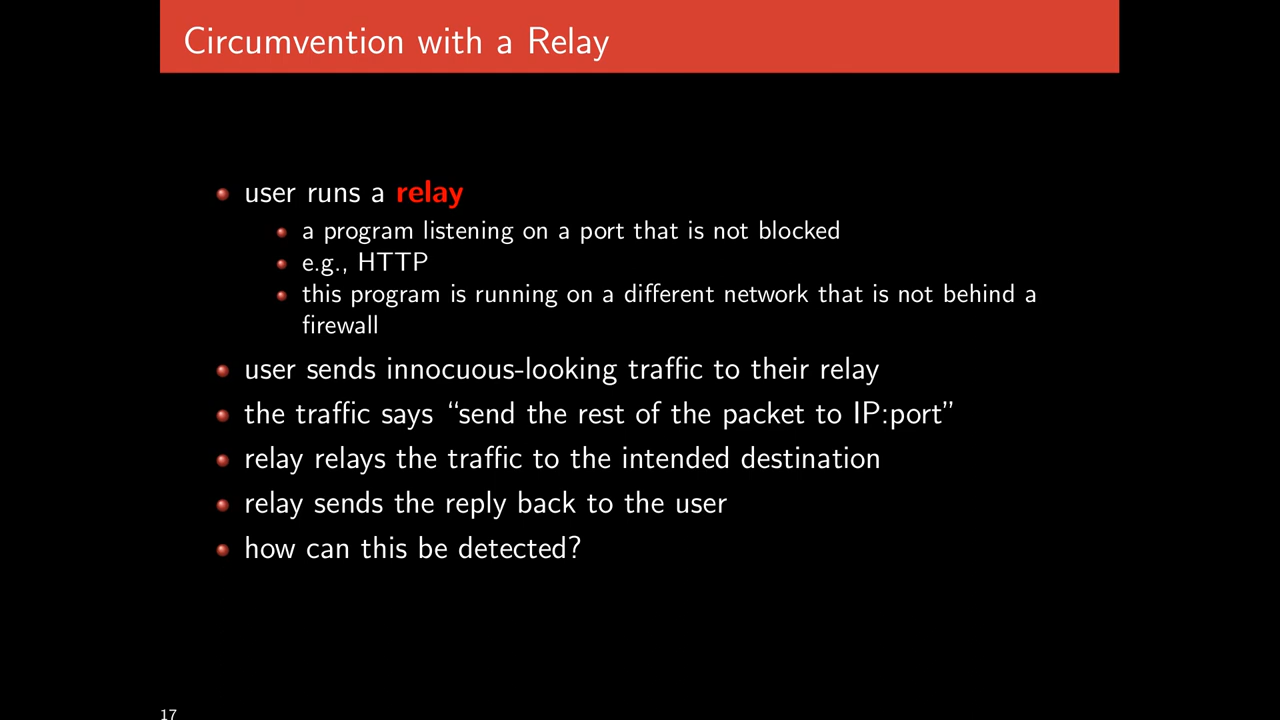 Circumvention with a Relay
user runs a relay
a program listening on a port that is not blocked
e.g., HTTP
this program is running on a different network that is not behind a
firewall
user sends innocuous-looking traffic to their relay
the traffic says “send the rest of the packet to IP:port”
relay relays the traffic to the intended destination
relay sends the reply back to the user
how can this be detected?
17